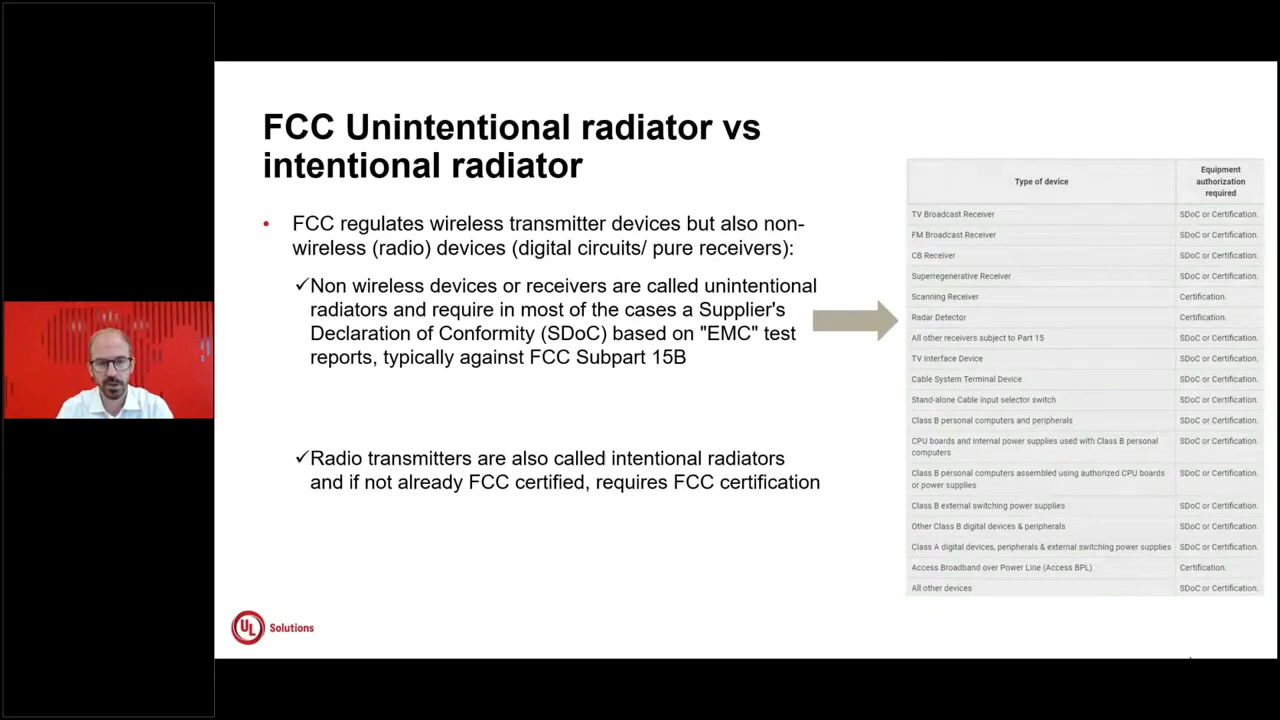 FCC Unintentional radiator vs
intentional radiator
• FCC regulates wireless transmitter devices but also non-
wireless (radio) devices (digital circuits/ pure receivers):
✓Non wireless devices or receivers are called unintentional
radiators and require in most of the cases a Supplier's
Declaration of Conformity (SDoC) based on "EMC" test
reports, typically against FCC Subpart 15B
✓Radio transmitters are also called intentional radiators
and if not already FCC certified, requires FCC certification
Type of device Equipment
authorization
required
TV Broadcast Receiver SDoC or Certification.
FM Broadcast Receiver SDoC or Certification.
CB Receiver SDoC or Certification.
Superregenerative Receiver SDoC or Certification.
Scanning Receiver Certification.
Radar Detector Certification.
All other receivers subject to Part 15 SDoC or Certification.
TV Interface Device SDoC or Certification.
Cable System Terminal Device SDoC or Certification.
Stand-alone Cable input selector switch SDoC or Certification.
Class B personal computers and peripherals SDoC or Certification.
CPU boards and internal power supplies used with Class B personal SDoC or Certification.
computers
Class B personal computers assembled using authorized CPU boards SDoC or Certification.
or power supplies
Class B external switching power supplies SDoC or Certification.
Other Class B digital devices & peripherals SDoC or Certification.
Class A digital devices, peripherals & external switching power supplies SDoC or Certification.
Access Broadband over Power Line (Access BPL) Certification.
All other devices SDoC or Certification.
UL Solutions